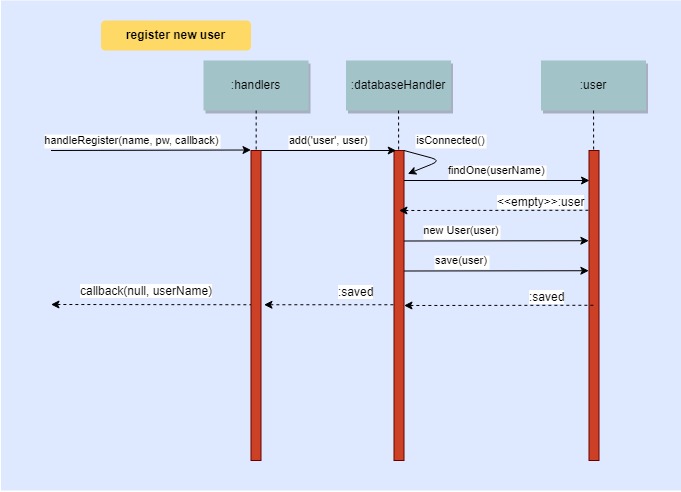 register new user
:handlers
:databaseHandler
:user
handleRegister(name, pw, callback)
add('user', user)
isConnected()
findOne(userName)
<<empty>>:user
new User(user)
save(user)
callback(null, userName)
:saved
:saved